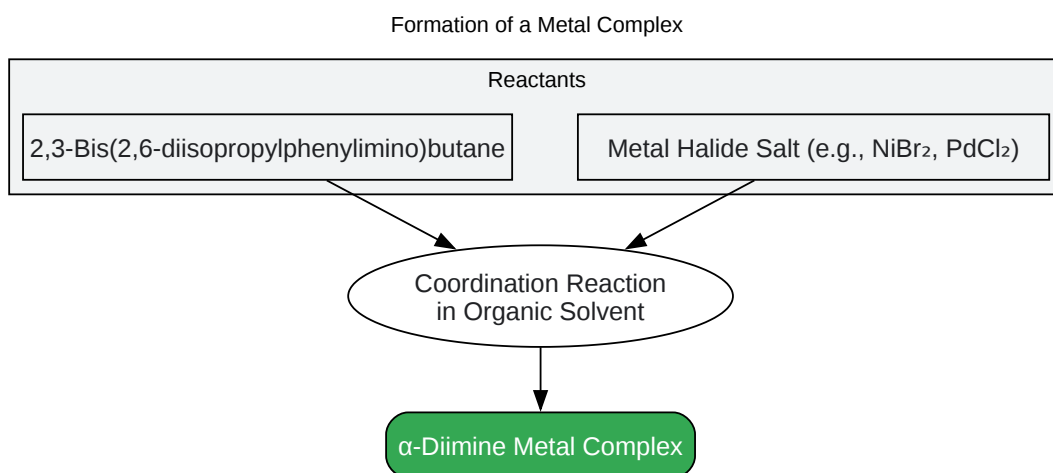 Formation of a Metal Complex
Reactants
2,3-Bis(2,6-diisopropylphenylimino)butane
Metal Halide Salt (e.g., NiBr₂, PdCl₂)
Coordination Reaction
in Organic Solvent
α-Diimine Metal Complex